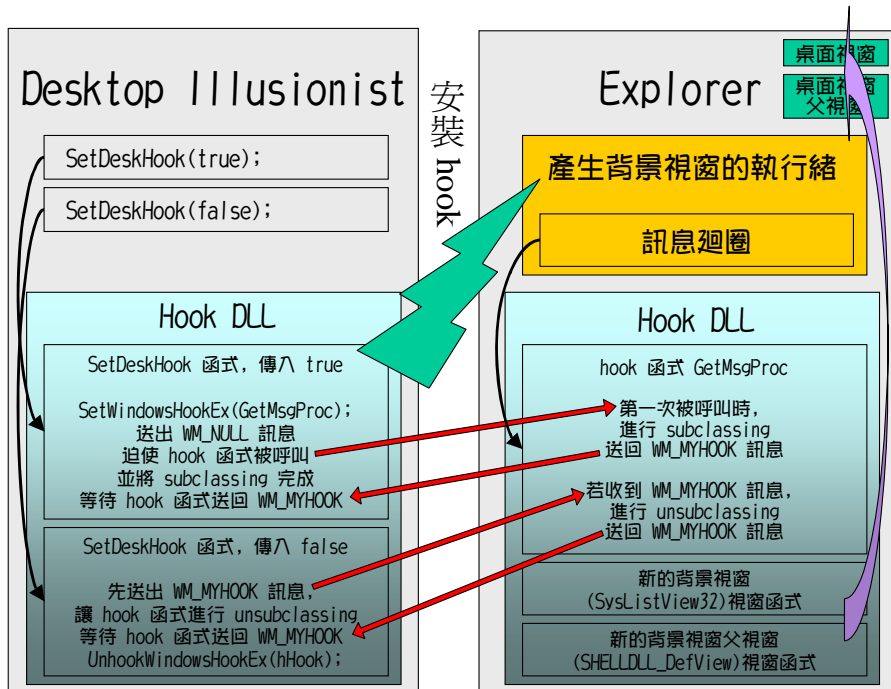 Desktop Illusionist
SetDeskHook(true);
SetDeskHook(false);
Hook DLL
SetDeskHook 函式, 傳入 true
SetWindowsHookEx(GetMsgProc);
送出 WM_NULL 訊息
迫使 hook 函式被呼叫
並將 subclassing 完成
等待 hook 函式送回 WM_MYHOOK
SetDeskHook 函式, 傳入 false
先送出 WM_MYHOOK 訊息,
讓 hook 函式進行 unsubclassing
等待 hook 函式送回 WM_MYHOOK
UnhookWindowsHookEx(hHook);
安裝 hook
Explorer
桌面視窗
桌面視窗
父視窗
產生背景視窗的執行緒
訊息迴圈
Hook DLL
hook 函式 GetMsgProc
第一次被呼叫時,
進行 subclassing
送回 WM_MYHOOK 訊息
若收到 WM_MYHOOK 訊息,
進行 unsubclassing
送回 WM_MYHOOK 訊息
新的背景視窗
(SysListView32)視窗函式
新的背景視窗父視窗
(SHELLDLL_DefView)視窗函式